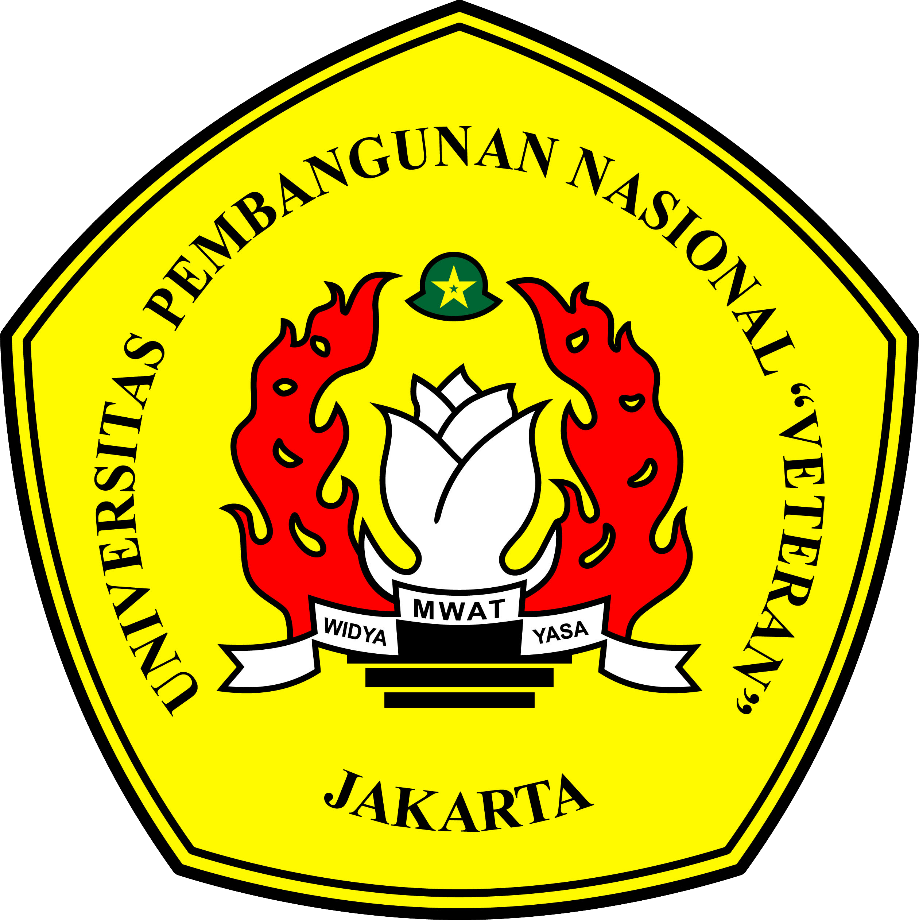 UNIVERSITAS PEMBANGUNAN NASIONAL “VETERAN”
WIDYA MWAT YASA
JAKARTA